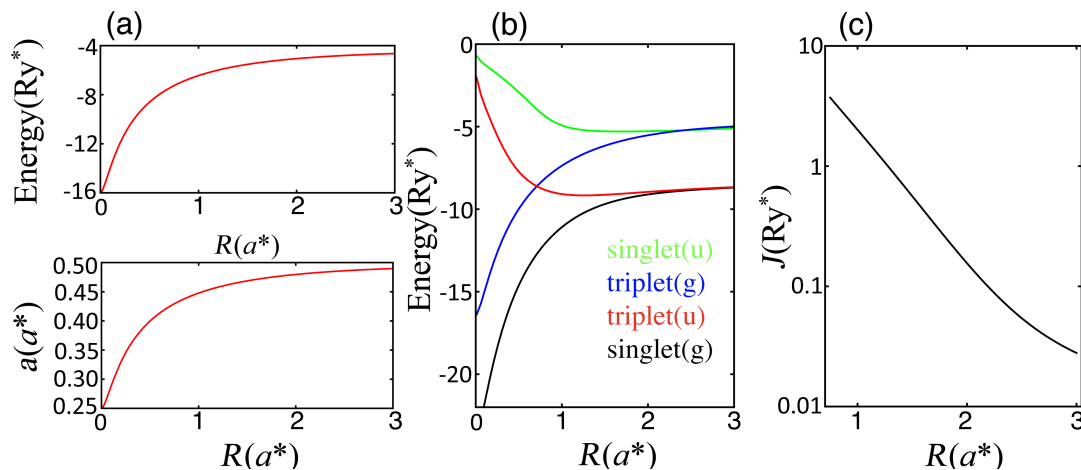 (a)
Energy(Ry*)
-4
-8
-12
-16
0
1
2
3
R(a*)
a(a*)
0.50
0.45
0.40
0.35
0.30
0.25
0
1
2
3
R(a*)
(b)
Energy(Ry*)
0
-5
-10
-15
-20
singlet(u)
triplet(g)
triplet(u)
singlet(g)
0
1
2
3
R(a*)
(c)
J(Ry*)
10
1
0.1
0.01
1
2
3
R(a*)